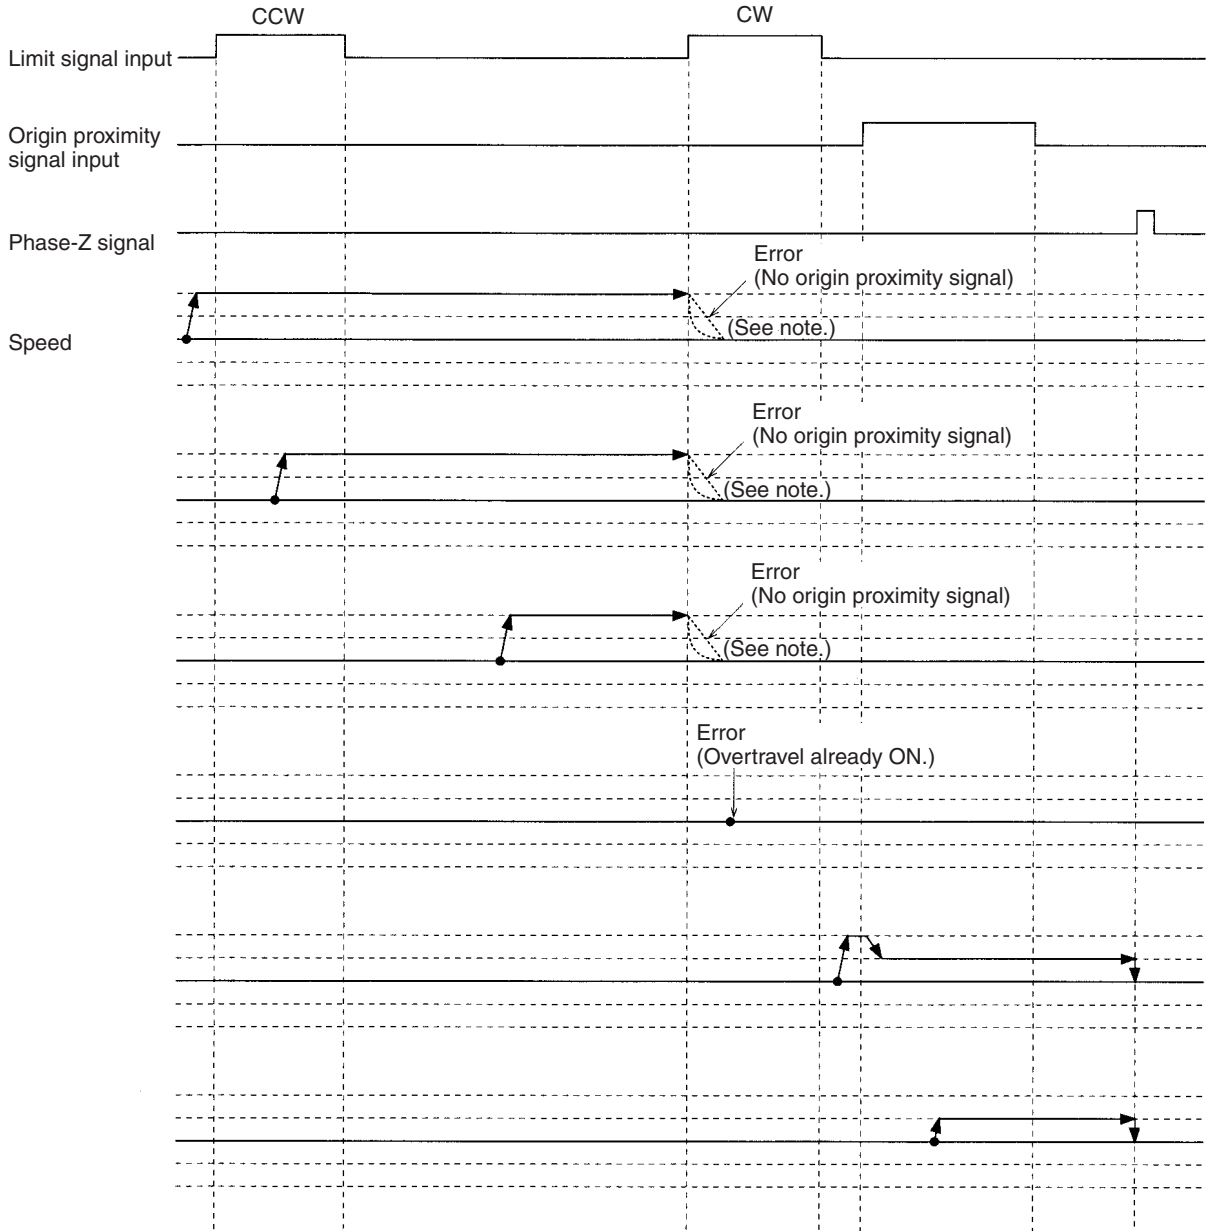 CCW
CW
Limit signal input
Origin proximity
signal input
Phase-Z signal
Error
(No origin proximity signal)
(See note.)
Speed
Error
(No origin proximity signal)
(See note.)
Error
(No origin proximity signal)
(See note.)
Error
(Overtravel already ON.)